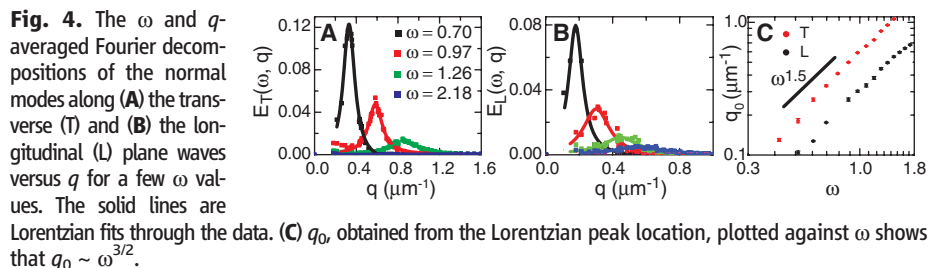 Fig. 4. The ω and q-
averaged Fourier decom-
positions of the normal
modes along (A) the trans-
verse (T) and (B) the lon-
gitudinal (L) plane waves
versus q for a few ω val-
ues. The solid lines are
Lorentzian fits through the data. (C) q₀, obtained from the Lorentzian peak location, plotted against ω shows
that q₀ ~ ω³ᐟ².
A
E_T(ω, q)
0.12
0.08
0.04
0.00
0.0 0.4 0.8 1.2 1.6
q (μm⁻¹)
ω = 0.70
ω = 0.97
ω = 1.26
ω = 2.18
B
E_L(ω, q)
0.08
0.04
0.00
0.0 0.4 0.8
q (μm⁻¹)
C
q₀ (μm⁻¹)
1.0
0.1
T
L
ω¹·⁵
0.3 1.0 1.8
ω